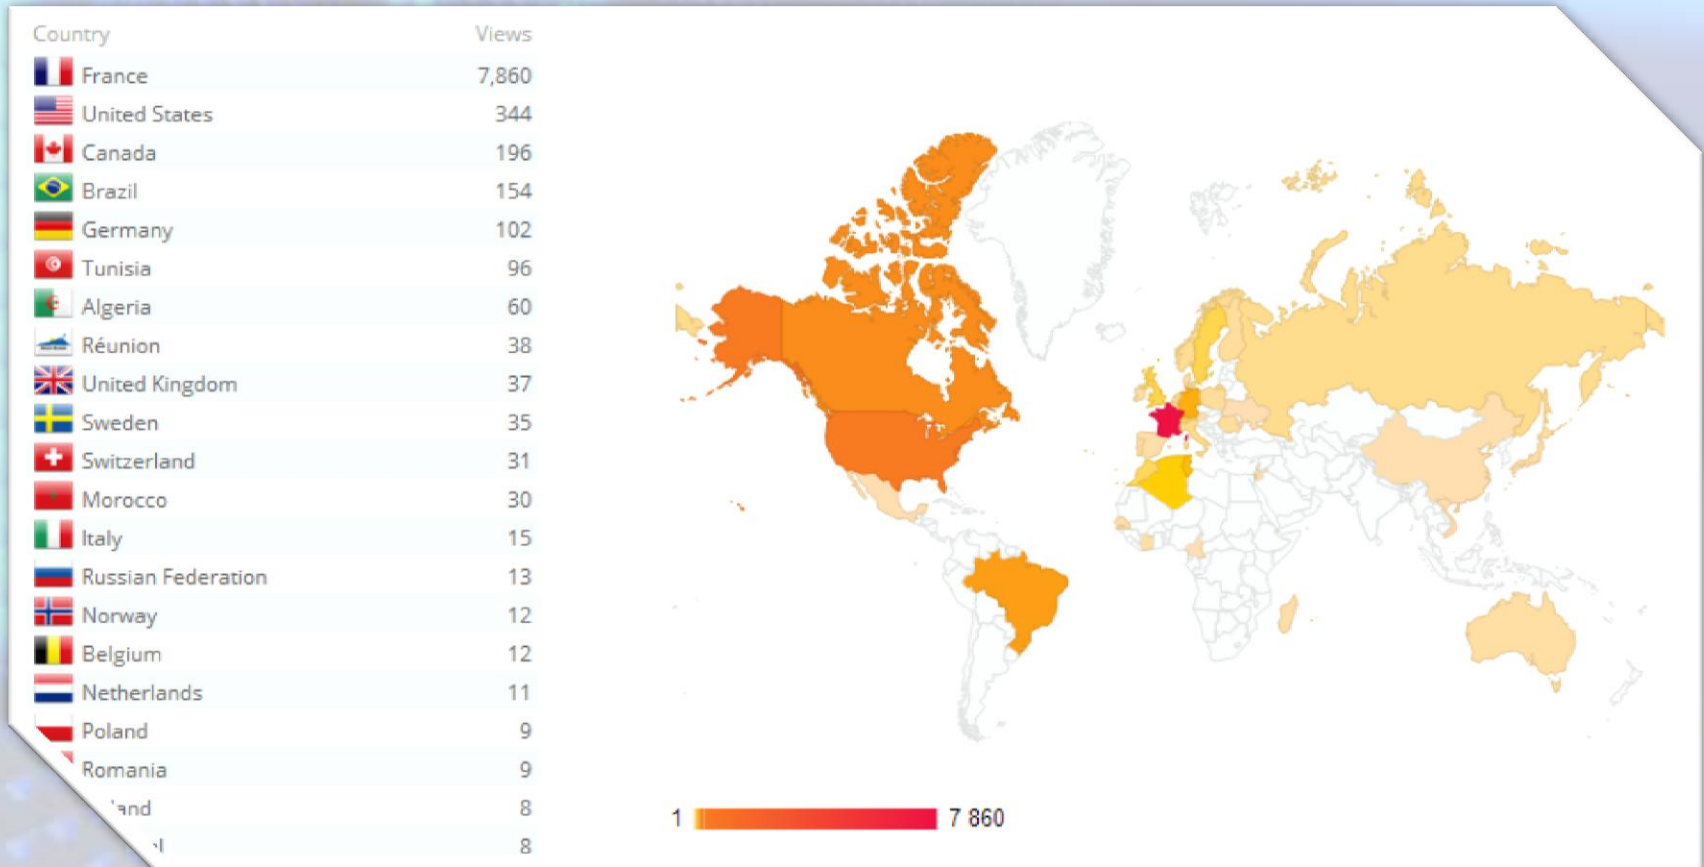 Country Views
France 7,860
United States 344
Canada 196
Brazil 154
Germany 102
Tunisia 96
Algeria 60
Réunion 38
United Kingdom 37
Sweden 35
Switzerland 31
Morocco 30
Italy 15
Russian Federation 13
Norway 12
Belgium 12
Netherlands 11
Poland 9
Romania 9
8
8
1 7 860